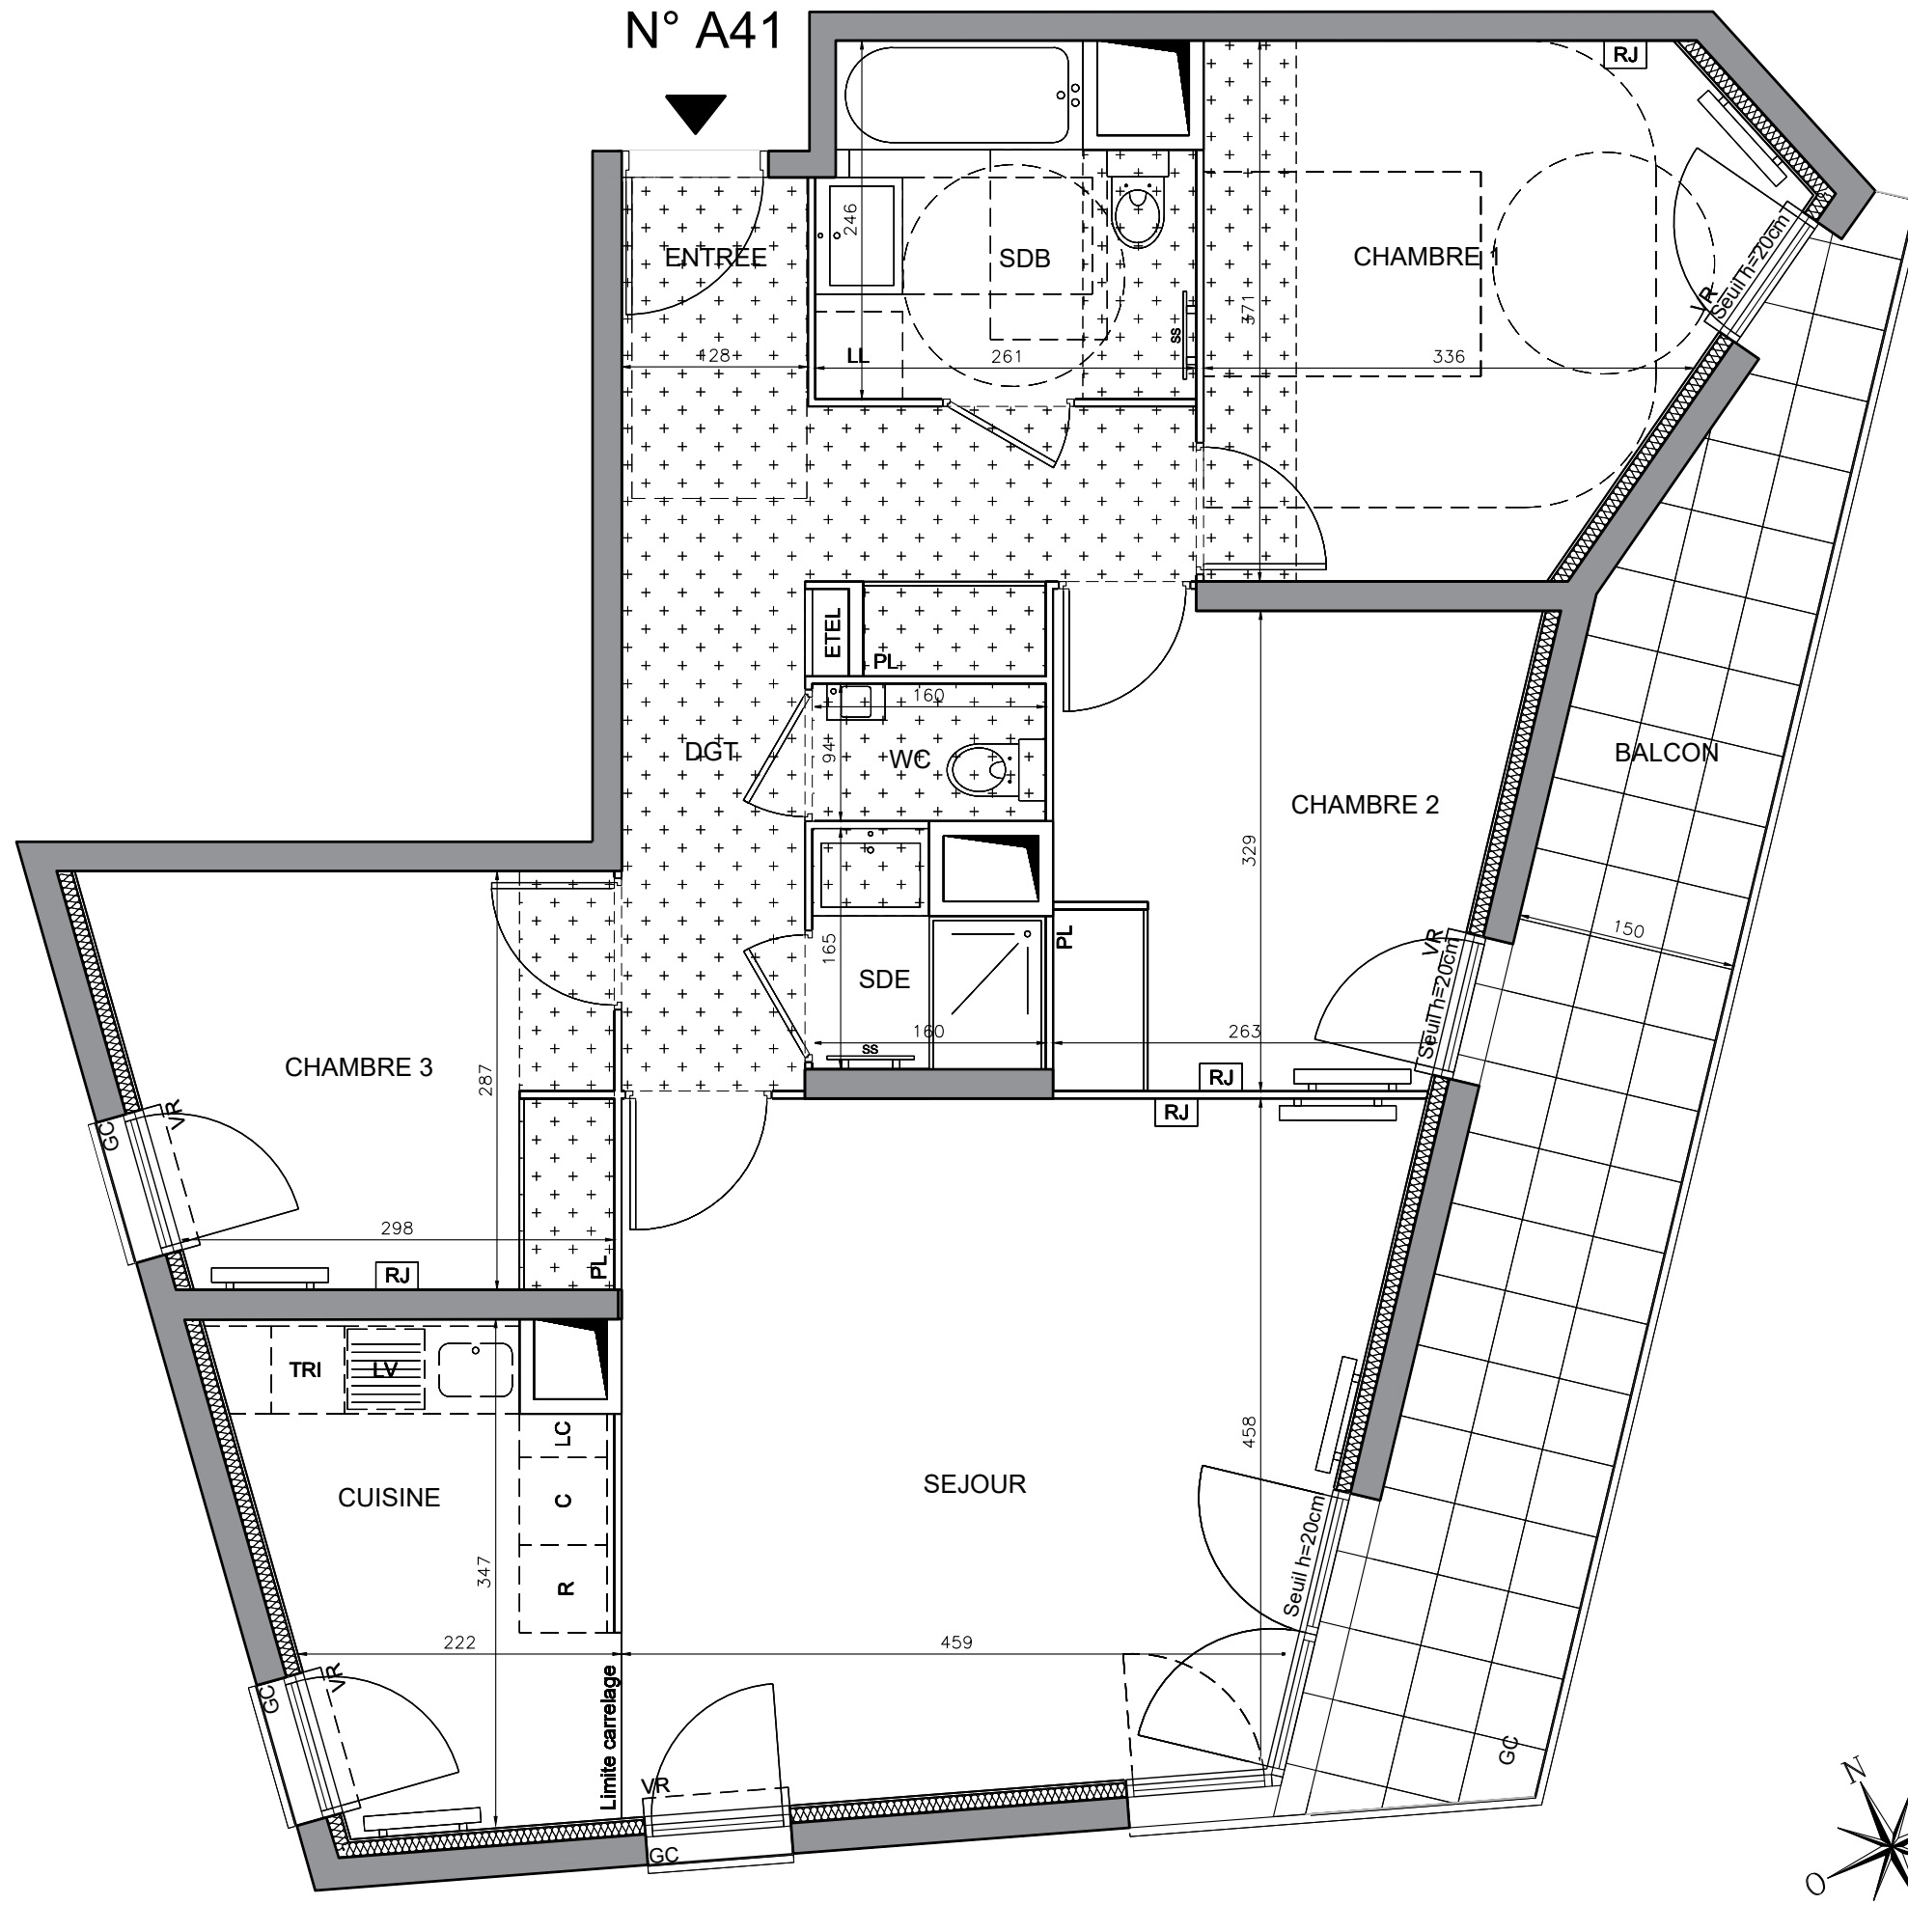 N° A41
RJ
ENTREE
SDB
CHAMBRE 1
246
371
VR
Seuil h=20cm
128
LL
261
SS
336
ETEL
PL
160
DGT
94
WC
BALCON
CHAMBRE 2
329
165
PL
150
SDE
VR
Seuil h=20cm
160
263
SS
CHAMBRE 3
287
RJ
RJ
GC
VR
298
RJ
PL
TRI
LV
LC
458
CUISINE
C
SEJOUR
347
R
Seuil h=20cm
222
459
GC
VR
Limite carrelage
VR
GC
GC
N
O